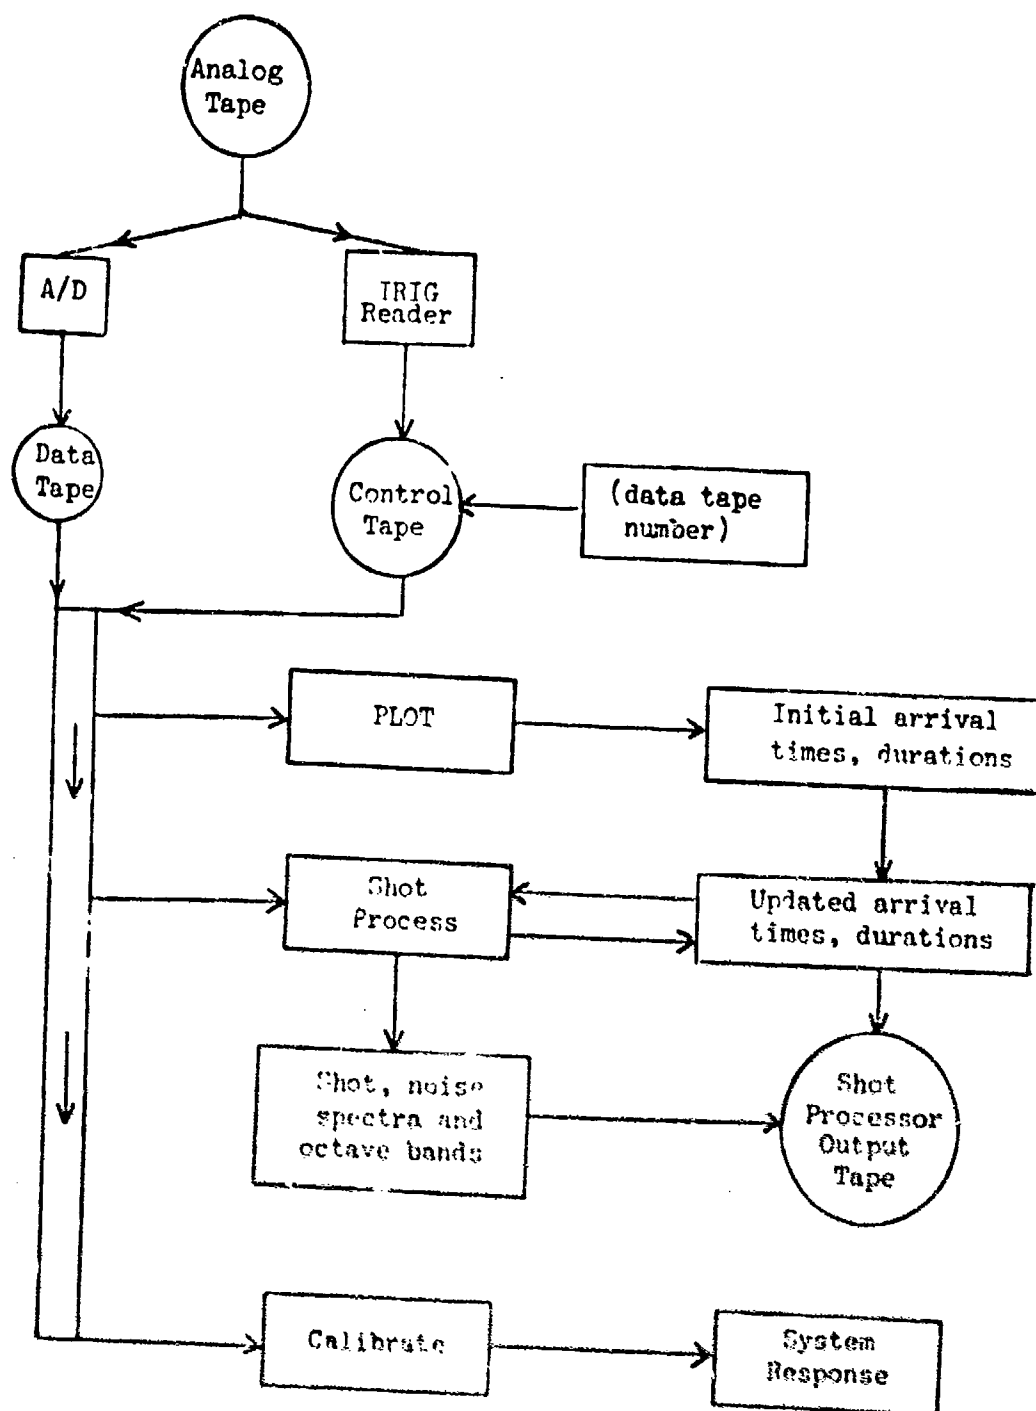 Analog
Tape
A/D
IRIG
Reader
Data
Tape
Control
Tape
(data tape
number)
PLOT
Initial arrival
times, durations
Shot
Process
Updated arrival
times, durations
Shot, noise
spectra and
octave bands
Shot
Processor
Output
Tape
Calibrate
System
Response